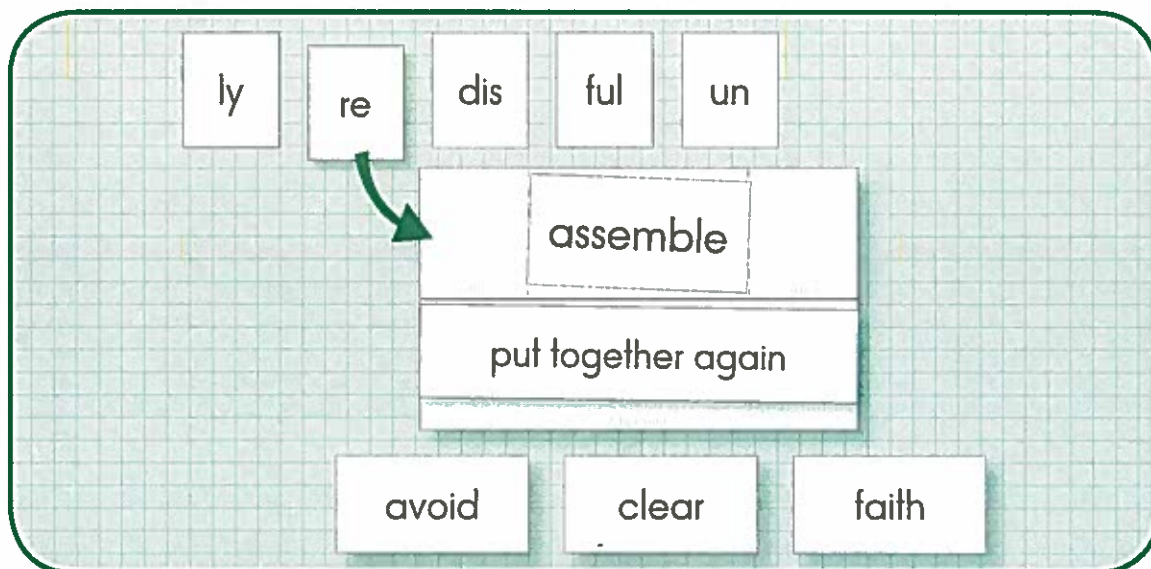 ly re dis ful un
assemble
put together again
avoid clear faith